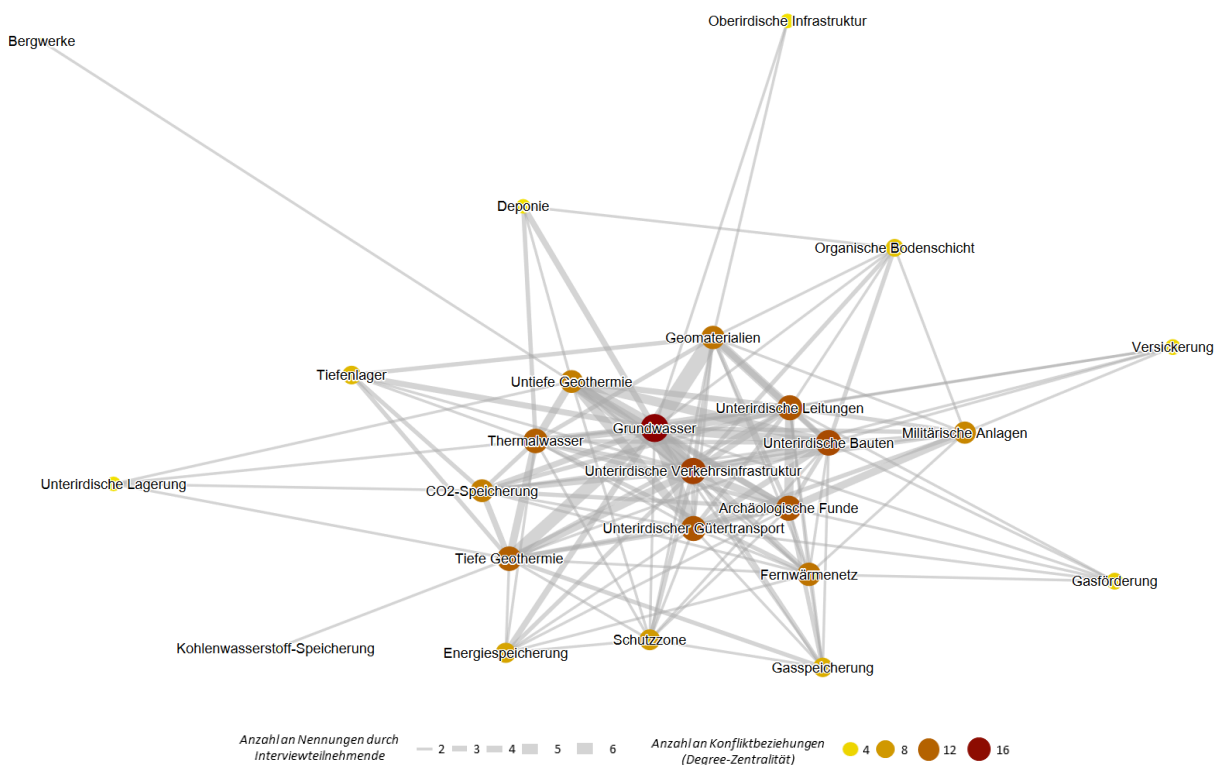 Oberirdische Infrastruktur
Bergwerke
Deponie
Organische Bodenschicht
Geomaterialien
Versickerung
Tiefenlager
Untiefe Geothermie
Unterirdische Leitungen
Grundwasser
Militärische Anlagen
Thermalwasser
Unterirdische Bauten
Unterirdische Verkehrsinfrastruktur
Unterirdische Lagerung
CO2-Speicherung
Archäologische Funde
Unterirdischer Gütertransport
Tiefe Geothermie
Fernwärmenetz
Gasförderung
Schutzzone
Kohlenwasserstoff-Speicherung
Energiespeicherung
Gasspeicherung
Anzahl an Nennungen durch
Interviewteilnehmende
2 3 4 5 6
Anzahl an Konfliktbeziehungen
(Degree-Zentralität)
4 8 12 16